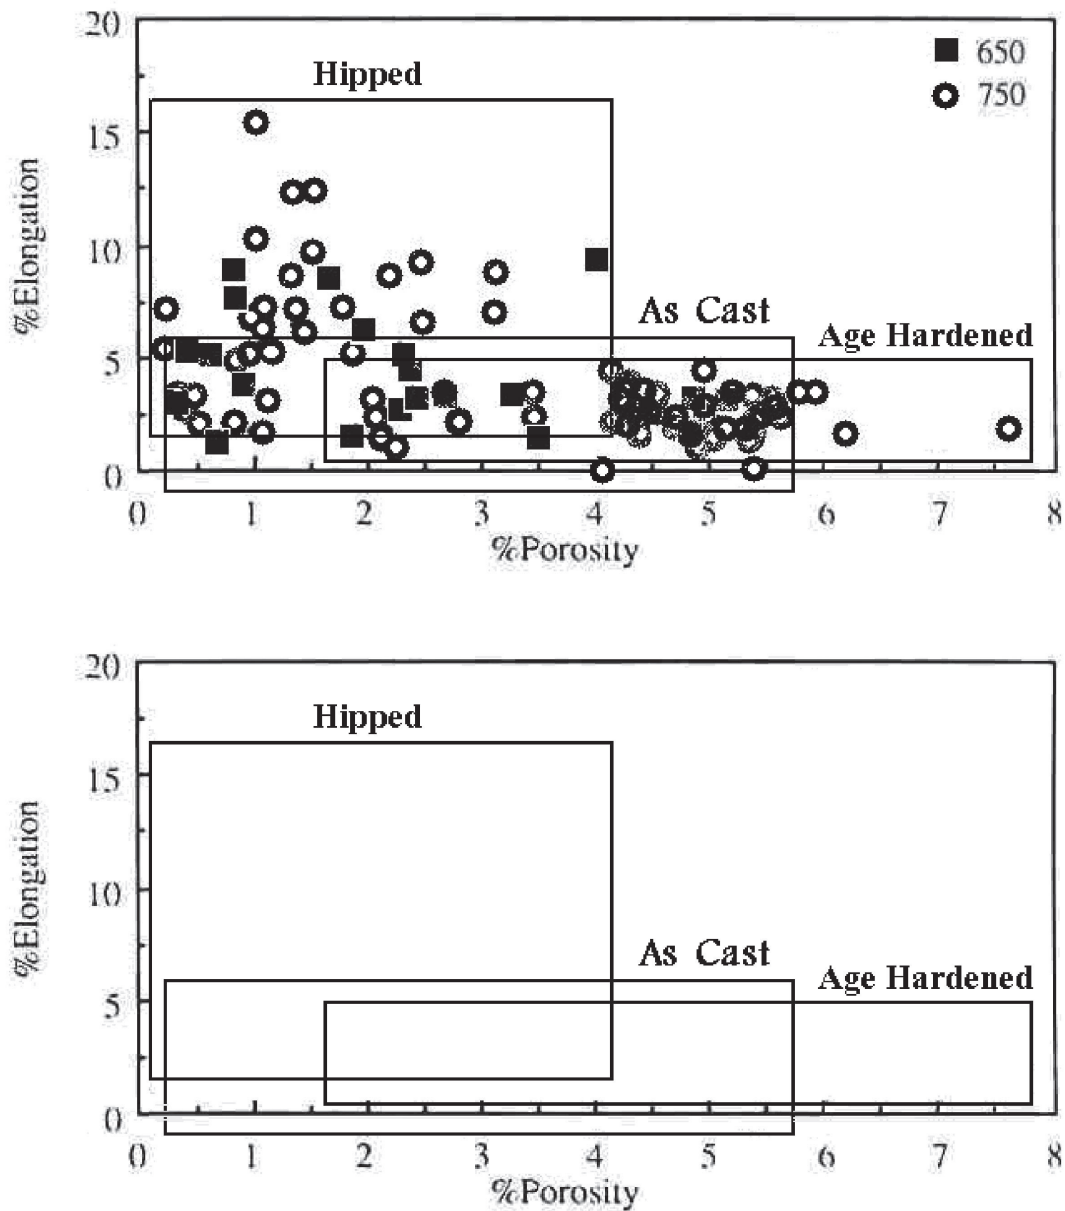 20
650
Hipped
750
15
%Elongation
10
As Cast
Age Hardened
5
0
0 1 2 3 4 5 6 7 8
%Porosity
20
Hipped
15
%Elongation
10
As Cast
Age Hardened
5
0
0 1 2 3 4 5 6 7 8
%Porosity